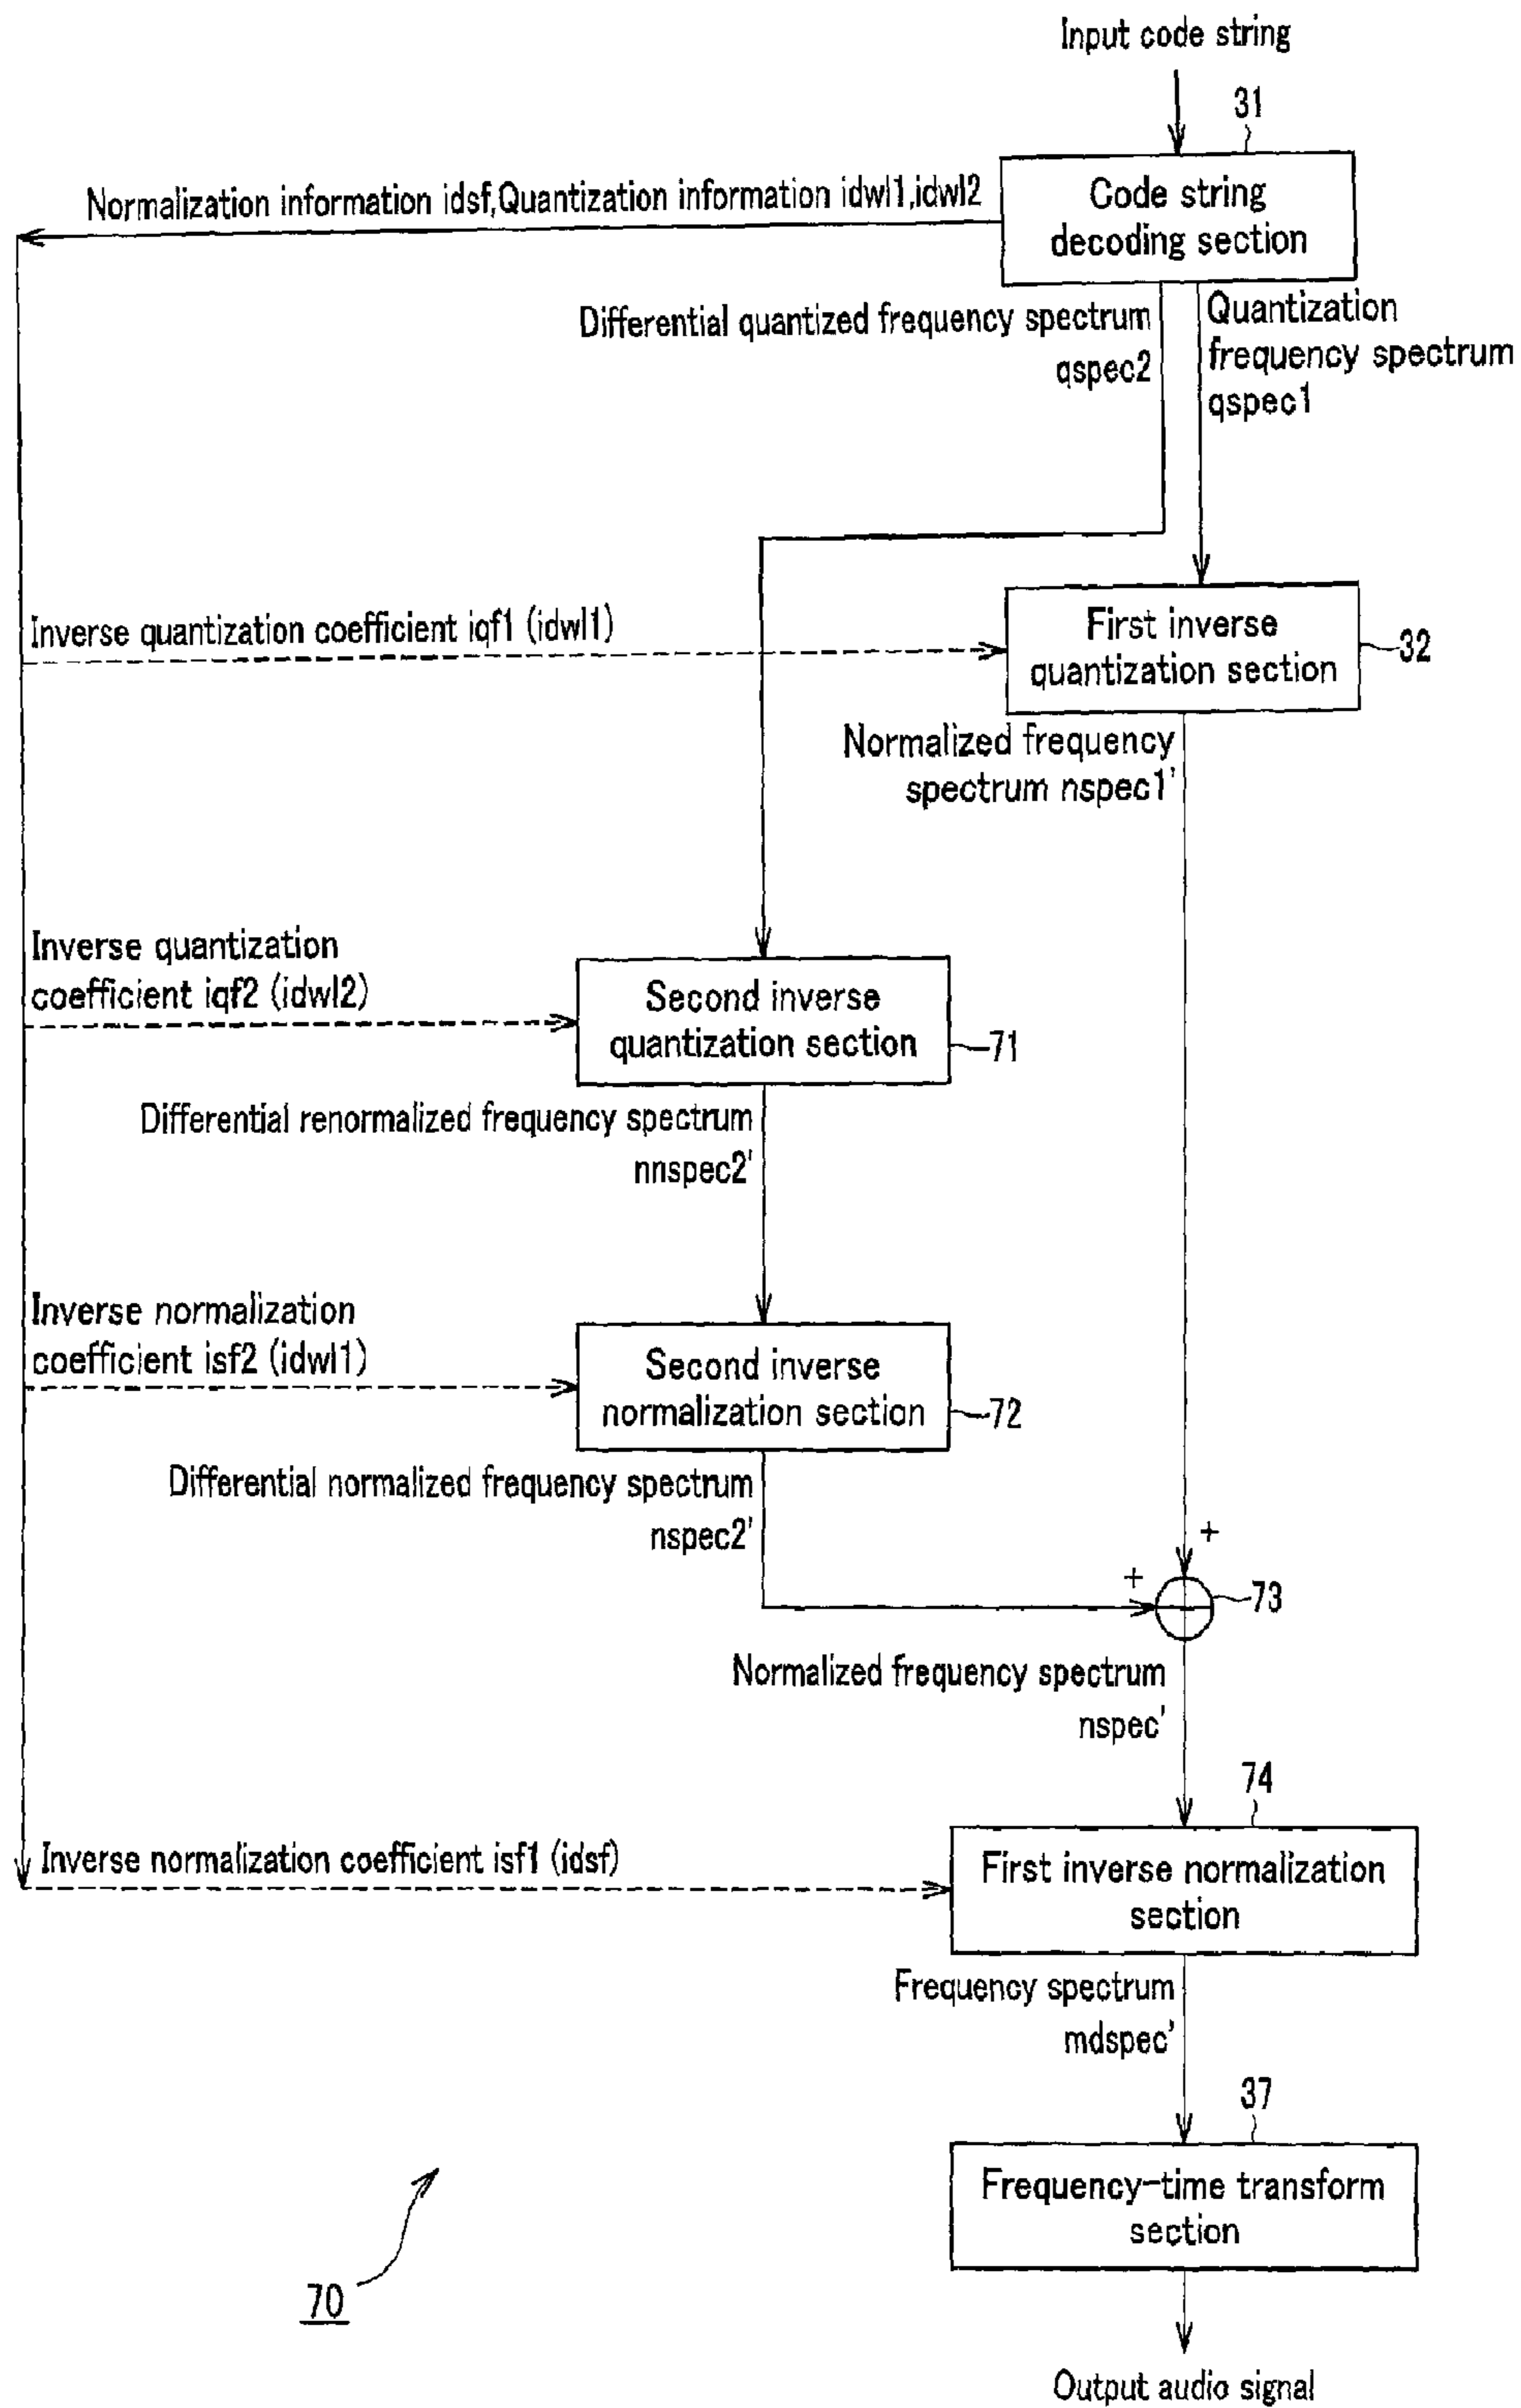 Input code string
31
Code string
decoding section
Normalization information idsf,Quantization information idwl1,idwl2
Differential quantized frequency spectrum
qspec2
Quantization
frequency spectrum
qspec1
Inverse quantization coefficient iqf1 (idwl1)
First inverse
quantization section
32
Normalized frequency
spectrum nspec1'
Inverse quantization
coefficient iqf2 (idwl2)
Second inverse
quantization section
71
Differential renormalized frequency spectrum
nnspec2'
Inverse normalization
coefficient isf2 (idwl1)
Second inverse
normalization section
72
Differential normalized frequency spectrum
nspec2'
+
+
73
Normalized frequency spectrum
nspec'
74
Inverse normalization coefficient isf1 (idsf)
First inverse normalization
section
Frequency spectrum
mdspec'
37
Frequency-time transform
section
70
Output audio signal